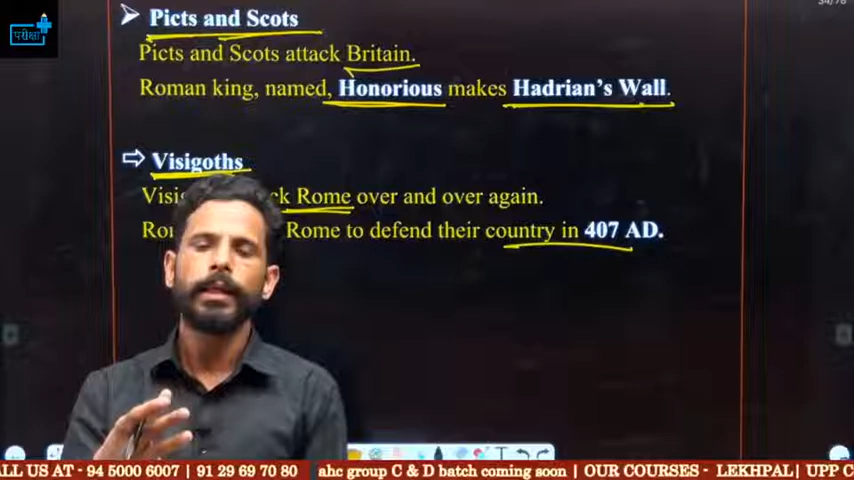 परीक्षा
Picts and Scots
Picts and Scots attack Britain.
Roman king, named, Honorious makes Hadrian's Wall.
Visigoths
Visi ck Rome over and over again.
Ro Rome to defend their country in 407 AD.
ALL US AT - 94 5000 6007 | 91 29 69 70 80 ahc group C & D batch coming soon | OUR COURSES - LEKHPAL| UPP C